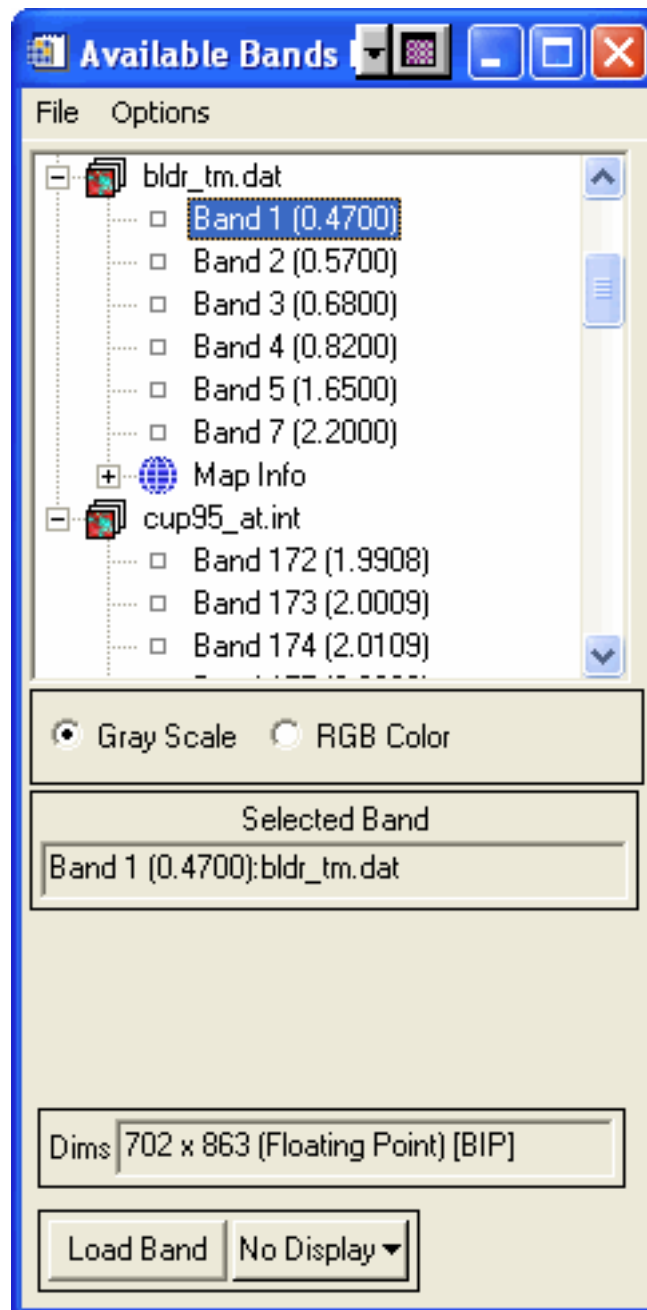 Available Bands
File Options
bldr_tm.dat
Band 1 (0.4700)
Band 2 (0.5700)
Band 3 (0.6800)
Band 4 (0.8200)
Band 5 (1.6500)
Band 7 (2.2000)
Map Info
cup95_at.int
Band 172 (1.9908)
Band 173 (2.0009)
Band 174 (2.0109)
Gray Scale RGB Color
Selected Band
Band 1 (0.4700):bldr_tm.dat
Dims 702 x 863 (Floating Point) [BIP]
Load Band No Display